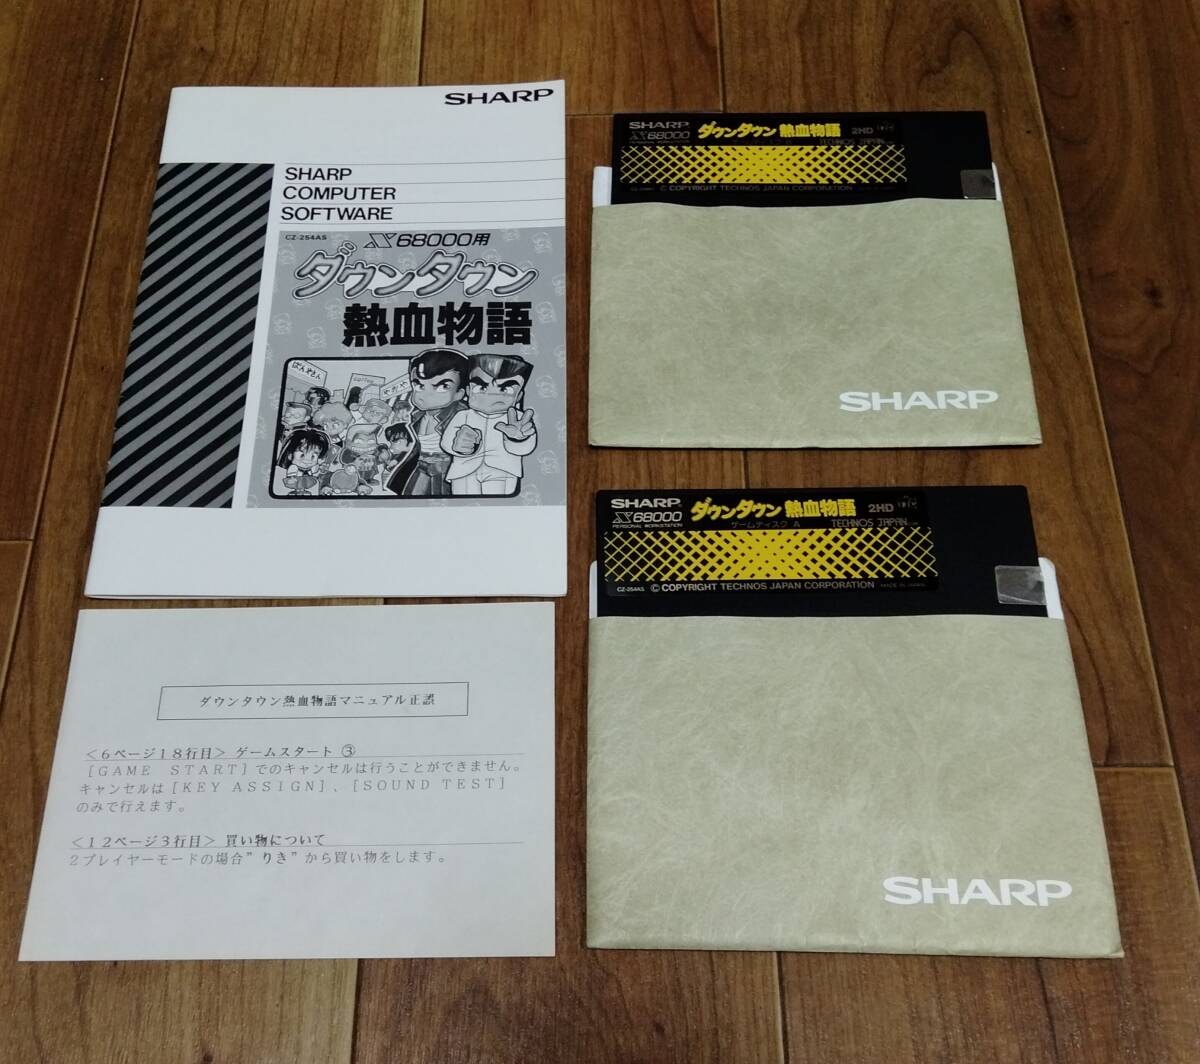 SHARP
SHARP
COMPUTER
SOFTWARE
CZ-254AS
X68000用
ダウンタウン
熱血物語
ぱんやさん
coffee
SHARP
X68000
ダウンタウン 熱血物語 2HD
TECHNOS JAPAN
© COPYRIGHT TECHNOS JAPAN CORPORATION
SHARP
SHARP
X68000
PERSONAL WORKSTATION
ダウンタウン 熱血物語 2HD
ゲームディスク A
TECHNOS JAPAN
CZ-254AS © COPYRIGHT TECHNOS JAPAN CORPORATION MADE IN JAPAN
SHARP
ダウンタウン熱血物語マニュアル正誤
<6ページ18行目> ゲームスタート ③
[GAME START]でのキャンセルは行うことができません。
キャンセルは[KEY ASSIGN]、[SOUND TEST]
のみで行えます。
<12ページ3行目> 買い物について
2プレイヤーモードの場合"りき"から買い物をします。